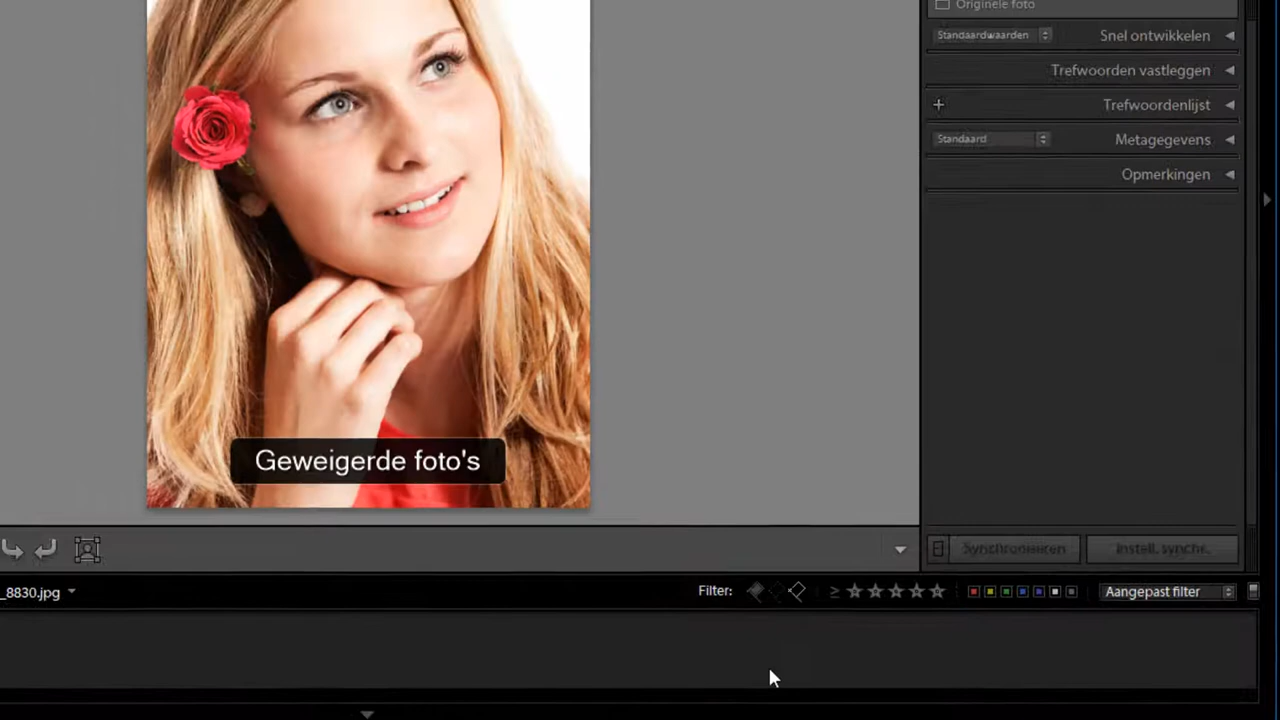 Originele foto
Standaardwaarden Snel ontwikkelen
Trefwoorden vastleggen
+ Trefwoordenlijst
Standaard Metagegevens
Opmerkingen
Geweigerde foto's
Synchroniseren Instell. synchr.
_8830.jpg Filter: ≥ Aangepast filter